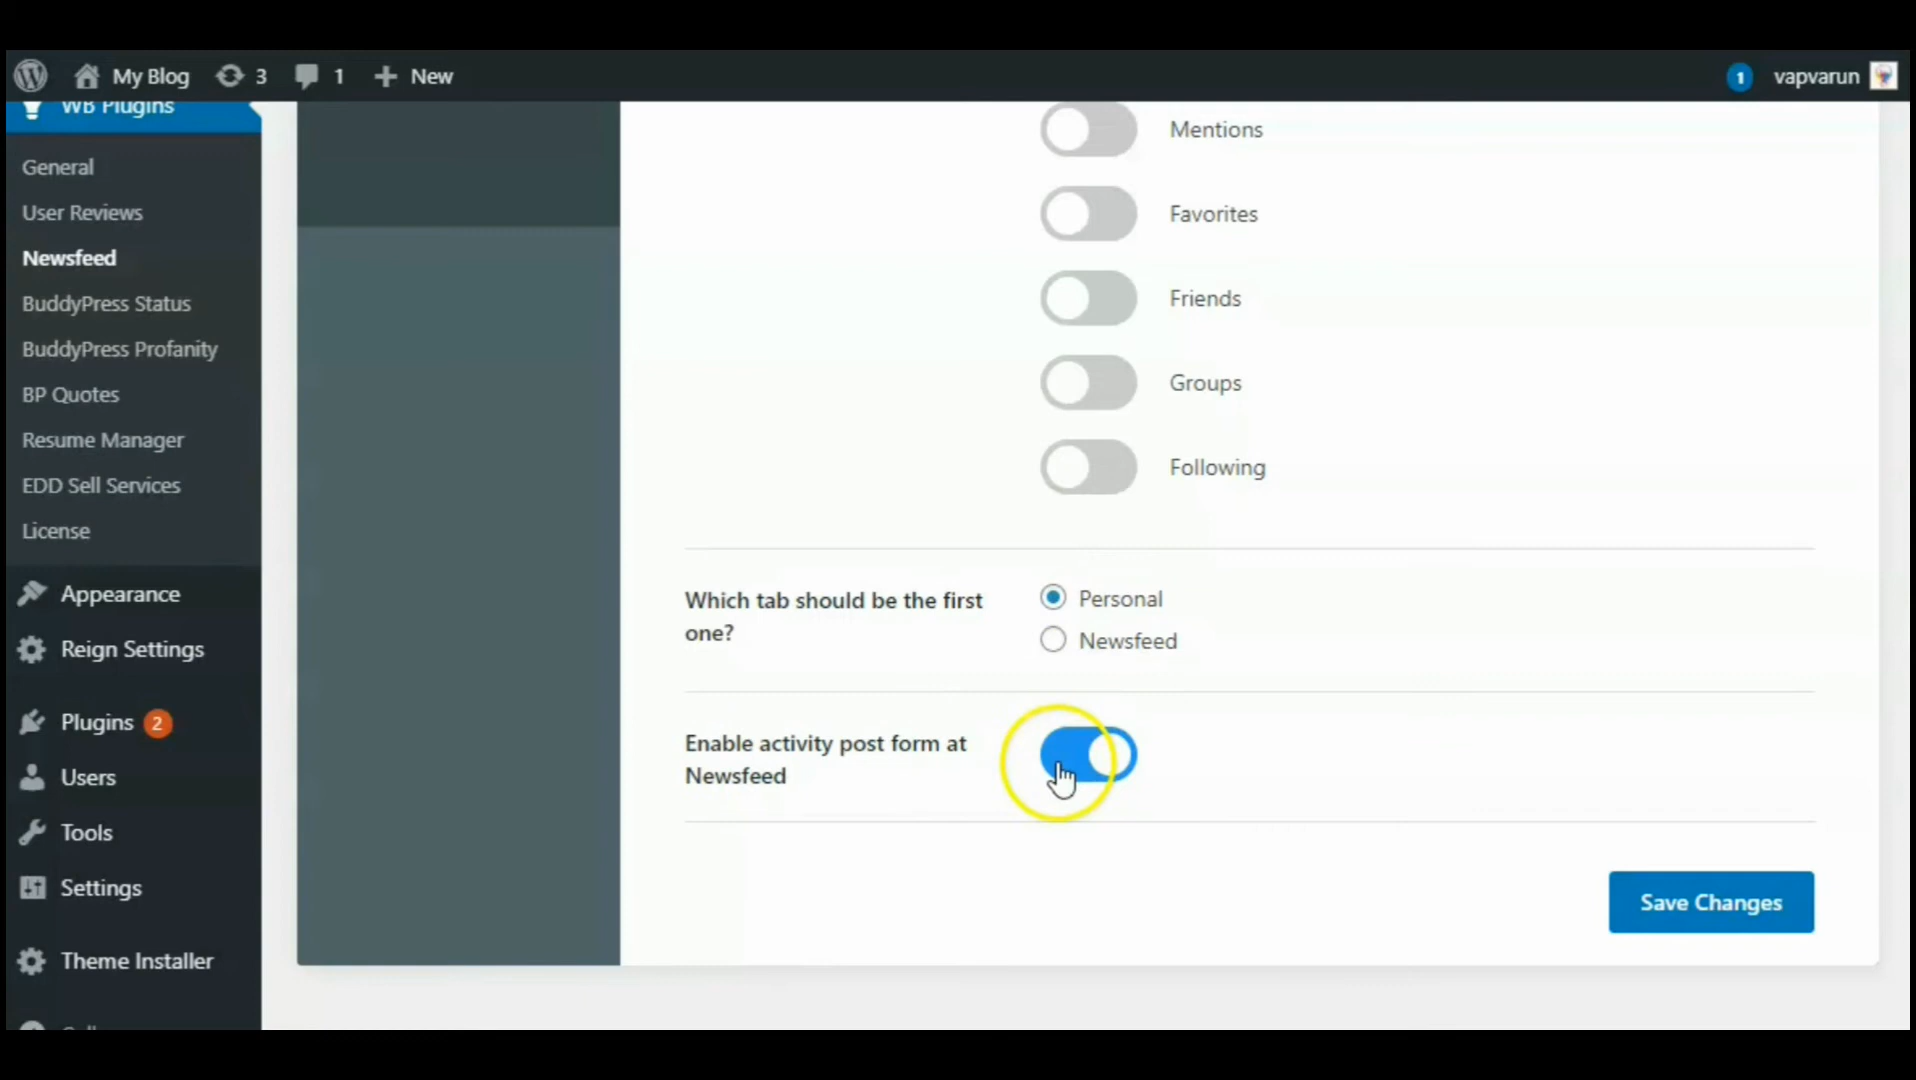 My Blog 3 1 New 1 vapvarun
WB Plugins
General
User Reviews
Newsfeed
BuddyPress Status
BuddyPress Profanity
BP Quotes
Resume Manager
EDD Sell Services
License
Appearance
Reign Settings
Plugins 2
Users
Tools
Settings
Theme Installer
Mentions
Favorites
Friends
Groups
Following
Which tab should be the first
one?
Personal
Newsfeed
Enable activity post form at
Newsfeed
Save Changes